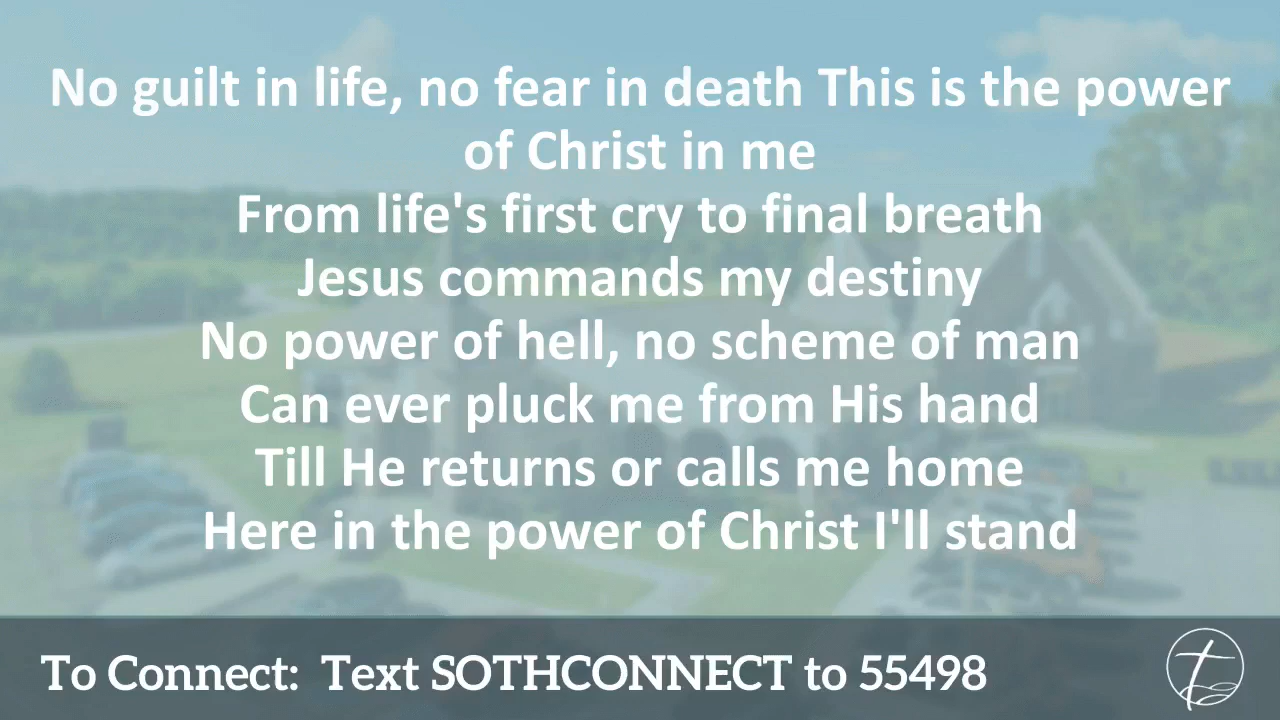 No guilt in life, no fear in death This is the power
of Christ in me
From life's first cry to final breath
Jesus commands my destiny
No power of hell, no scheme of man
Can ever pluck me from His hand
Till He returns or calls me home
Here in the power of Christ I'll stand
To Connect:  Text SOTHCONNECT to 55498